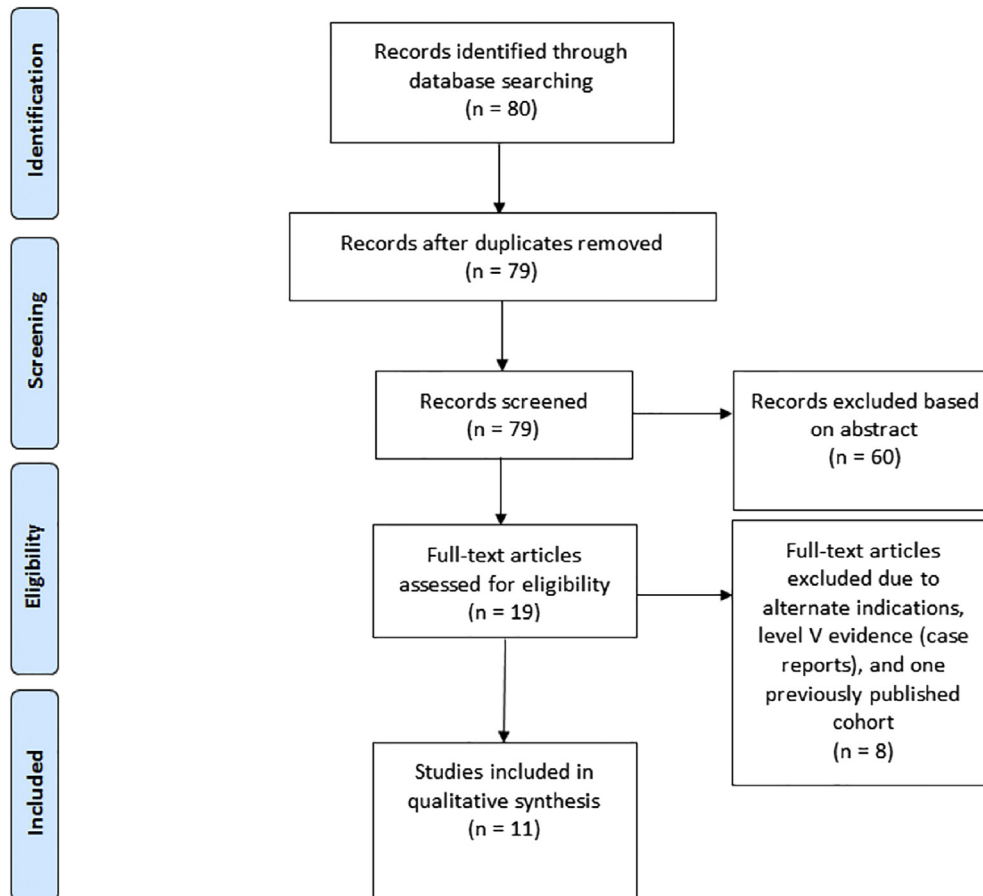 Identification
Records identified through
database searching
(n = 80)
Records after duplicates removed
(n = 79)
Screening
Records screened
(n = 79)
Records excluded based
on abstract
(n = 60)
Eligibility
Full-text articles
assessed for eligibility
(n = 19)
Full-text articles
excluded due to
alternate indications,
level V evidence (case
reports), and one
previously published
cohort
(n = 8)
Included
Studies included in
qualitative synthesis
(n = 11)